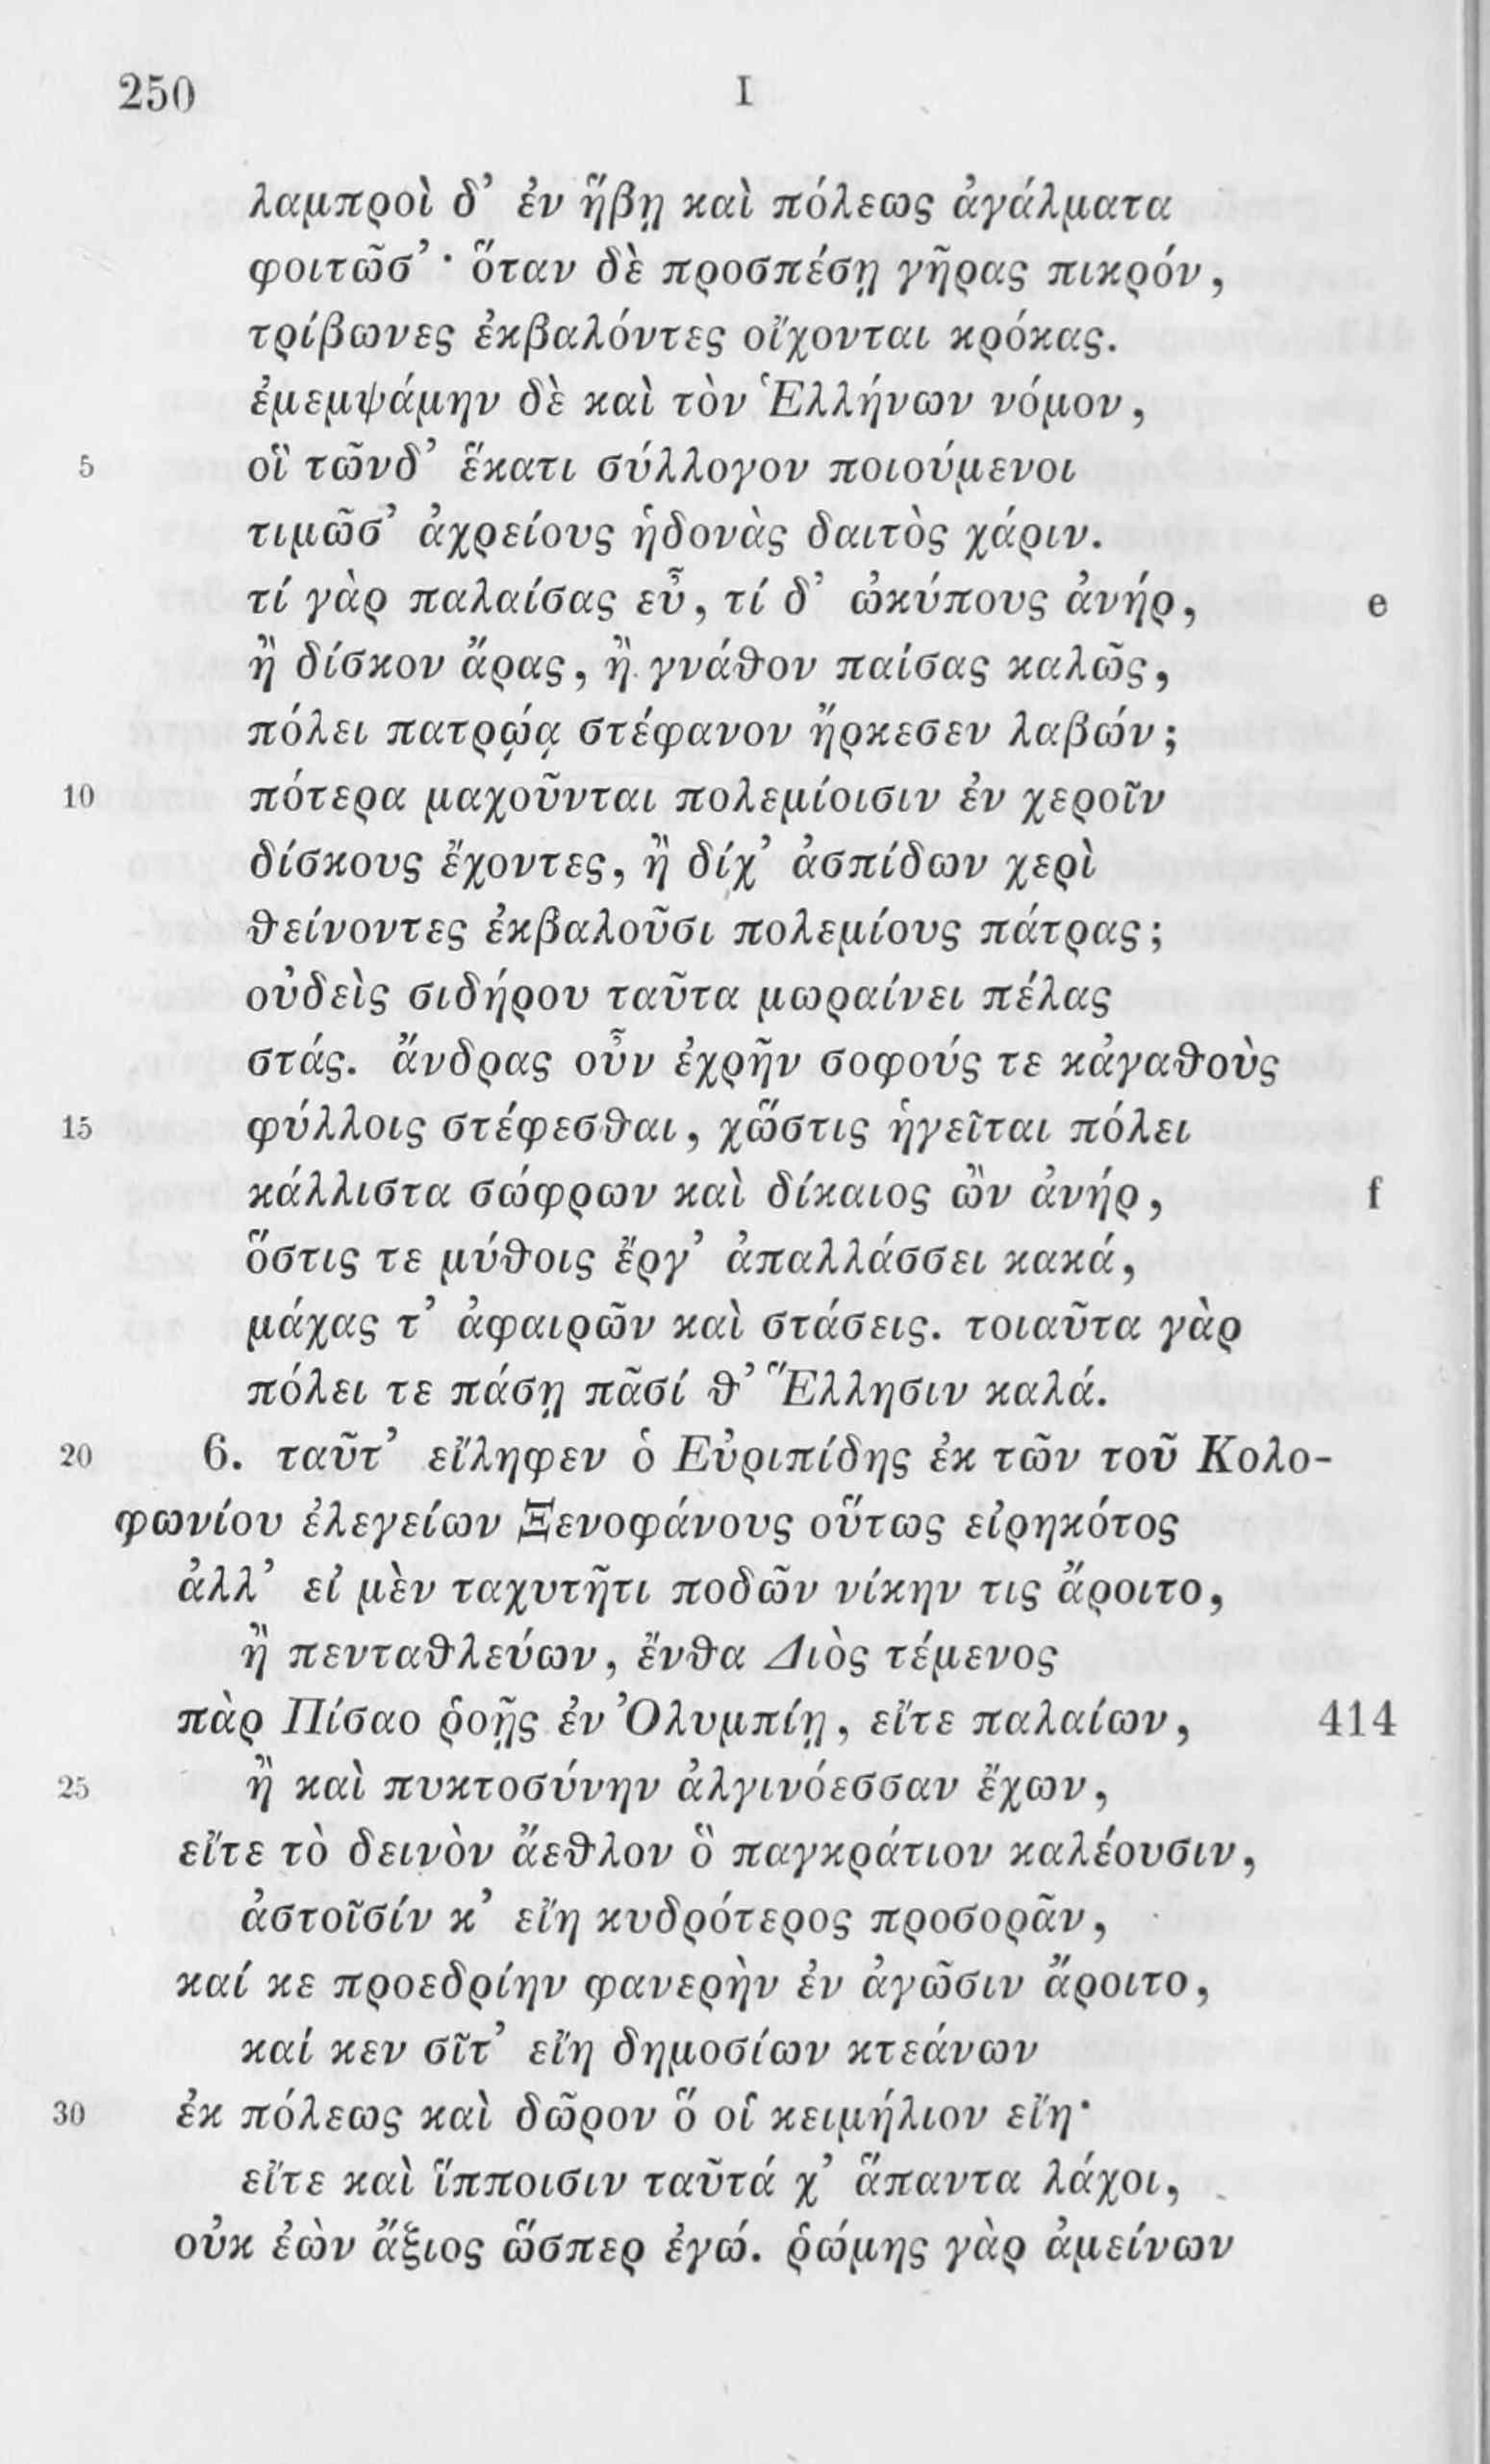 250 I
λαμπροὶ δ’ ἐν ἥβῃ καὶ πόλεως ἀγάλματα
φοιτῶσ’· ὅταν δὲ προσπέσῃ γῆρας πικρόν,
τρίβωνες ἐκβαλόντες οἴχονται κρόκας.
ἐμεμψάμην δὲ καὶ τὸν Ἑλλήνων νόμον,
5 οἳ τῶνδ’ ἕκατι σύλλογον ποιούμενοι
τιμῶσ’ ἀχρείους ἡδονὰς δαιτὸς χάριν.
τί γὰρ παλαίσας εὖ, τί δ’ ὠκύπους ἀνήρ, e
ἢ δίσκον ἄρας, ἢ γνάθον παίσας καλῶς,
πόλει πατρῴᾳ στέφανον ἤρκεσεν λαβών;
10 πότερα μαχοῦνται πολεμίοισιν ἐν χεροῖν
δίσκους ἔχοντες, ἢ δίχ’ ἀσπίδων χερὶ
θείνοντες ἐκβαλοῦσι πολεμίους πάτρας;
οὐδεὶς σιδήρου ταῦτα μωραίνει πέλας
στάς. ἄνδρας οὖν ἐχρῆν σοφούς τε κἀγαθοὺς
15 φύλλοις στέφεσθαι, χὥστις ἡγεῖται πόλει
κάλλιστα σώφρων καὶ δίκαιος ὢν ἀνήρ, f
ὅστις τε μύθοις ἔργ’ ἀπαλλάσσει κακά,
μάχας τ’ ἀφαιρῶν καὶ στάσεις. τοιαῦτα γὰρ
πόλει τε πάσῃ πᾶσί θ’ Ἕλλησιν καλά.
20 6. ταῦτ’ εἴληφεν ὁ Εὐριπίδης ἐκ τῶν τοῦ Κολο-
φωνίου ἐλεγείων Ξενοφάνους οὕτως εἰρηκότος
ἀλλ’ εἰ μὲν ταχυτῆτι ποδῶν νίκην τις ἄροιτο,
ἢ πενταθλεύων, ἔνθα Διὸς τέμενος
πὰρ Πίσαο ῥοῇς ἐν Ὀλυμπίῃ, εἴτε παλαίων, 414
25 ἢ καὶ πυκτοσύνην ἀλγινόεσσαν ἔχων,
εἴτε τὸ δεινὸν ἄεθλον ὃ παγκράτιον καλέουσιν,
ἀστοῖσίν κ’ εἴη κυδρότερος προσορᾶν,
καί κε προεδρίην φανερὴν ἐν ἀγῶσιν ἄροιτο,
καί κεν σῖτ’ εἴη δημοσίων κτεάνων
30 ἐκ πόλεως καὶ δῶρον ὅ οἱ κειμήλιον εἴη·
εἴτε καὶ ἵπποισιν ταῦτά χ’ ἅπαντα λάχοι,
οὐκ ἐὼν ἄξιος ὥσπερ ἐγώ. ῥώμης γὰρ ἀμείνων